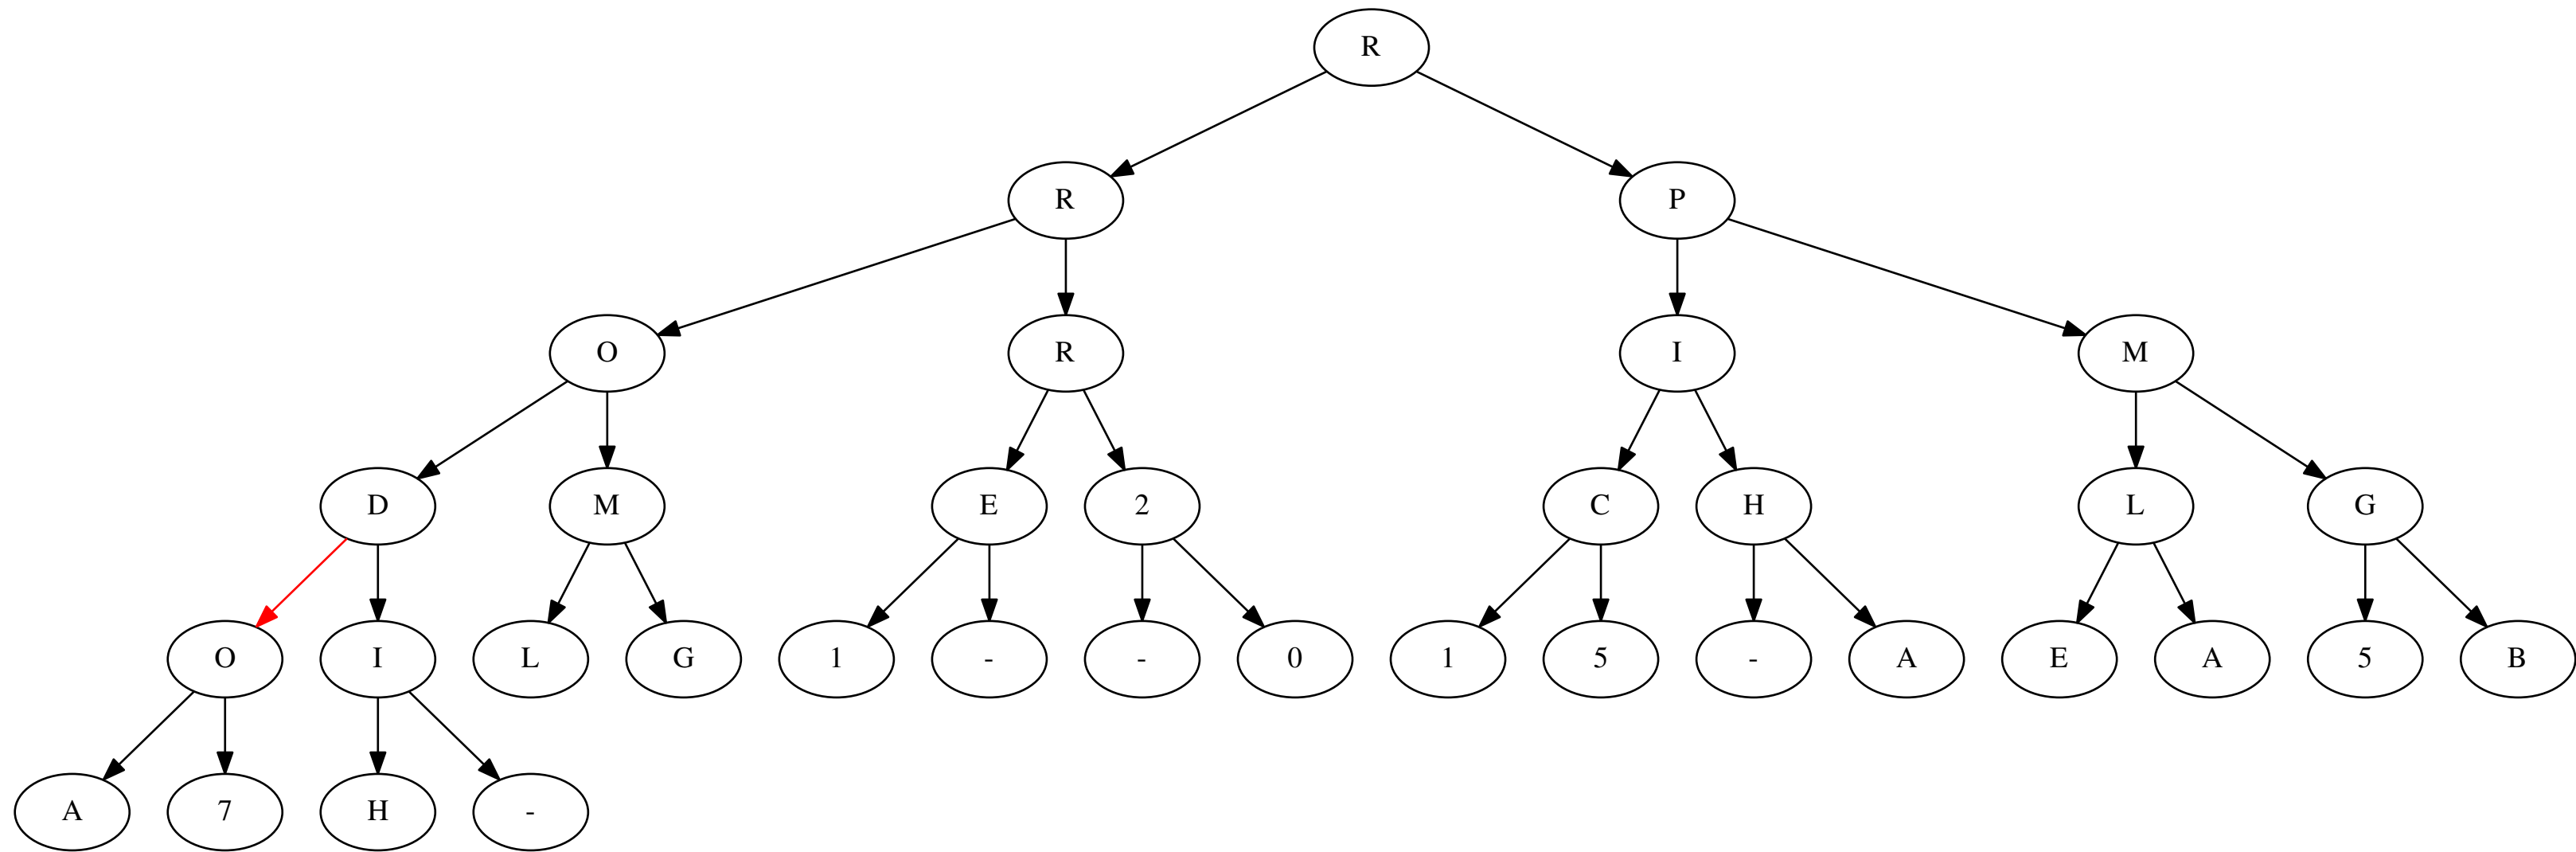 R
R P
O R I M
D M E 2 C H L G
O I L G 1 - - 0 1 5 - A E A 5 B
A 7 H -